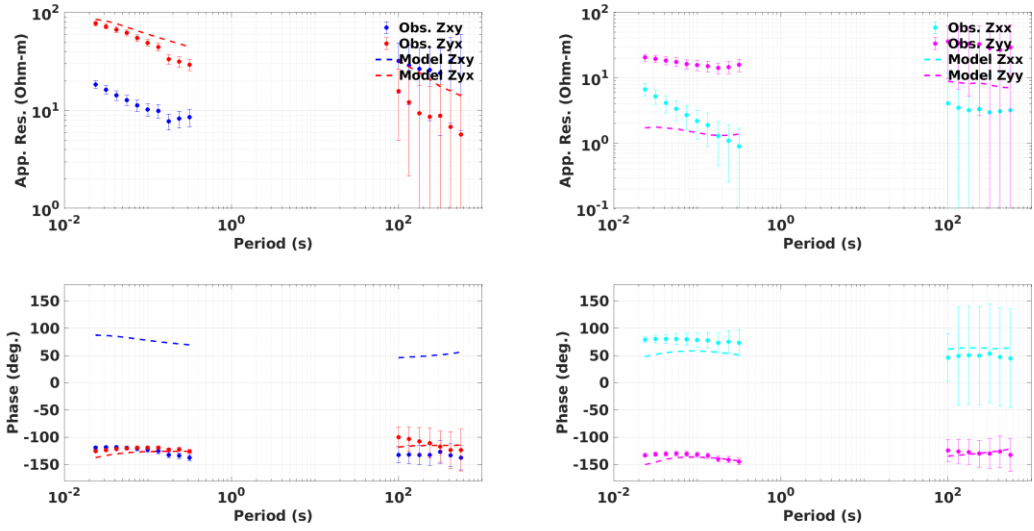 10^2
10^1
10^0
App. Res. (Ohm-m)
10^-2
10^0
10^2
Period (s)
Obs. Zxy
Obs. Zyx
Model Zxy
Model Zyx
10^2
10^1
10^0
10^-1
App. Res. (Ohm-m)
10^-2
10^0
10^2
Period (s)
Obs. Zxx
Obs. Zyy
Model Zxx
Model Zyy
150
100
50
0
-50
-100
-150
Phase (deg.)
10^-2
10^0
10^2
Period (s)
150
100
50
0
-50
-100
-150
Phase (deg.)
10^-2
10^0
10^2
Period (s)